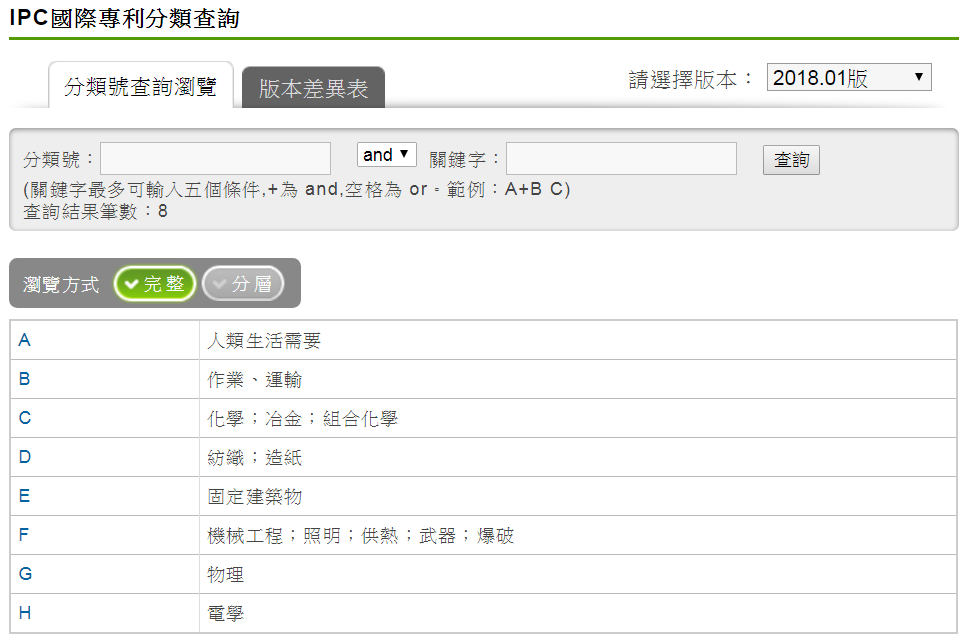 IPC國際專利分類查詢
分類號查詢瀏覽 版本差異表 請選擇版本： 2018.01版
分類號： and 關鍵字： 查詢
(關鍵字最多可輸入五個條件,+為 and,空格為 or。範例：A+B C)
查詢結果筆數：8
瀏覽方式 完整 分層
A 人類生活需要
B 作業、運輸
C 化學；冶金；組合化學
D 紡織；造紙
E 固定建築物
F 機械工程；照明；供熱；武器；爆破
G 物理
H 電學